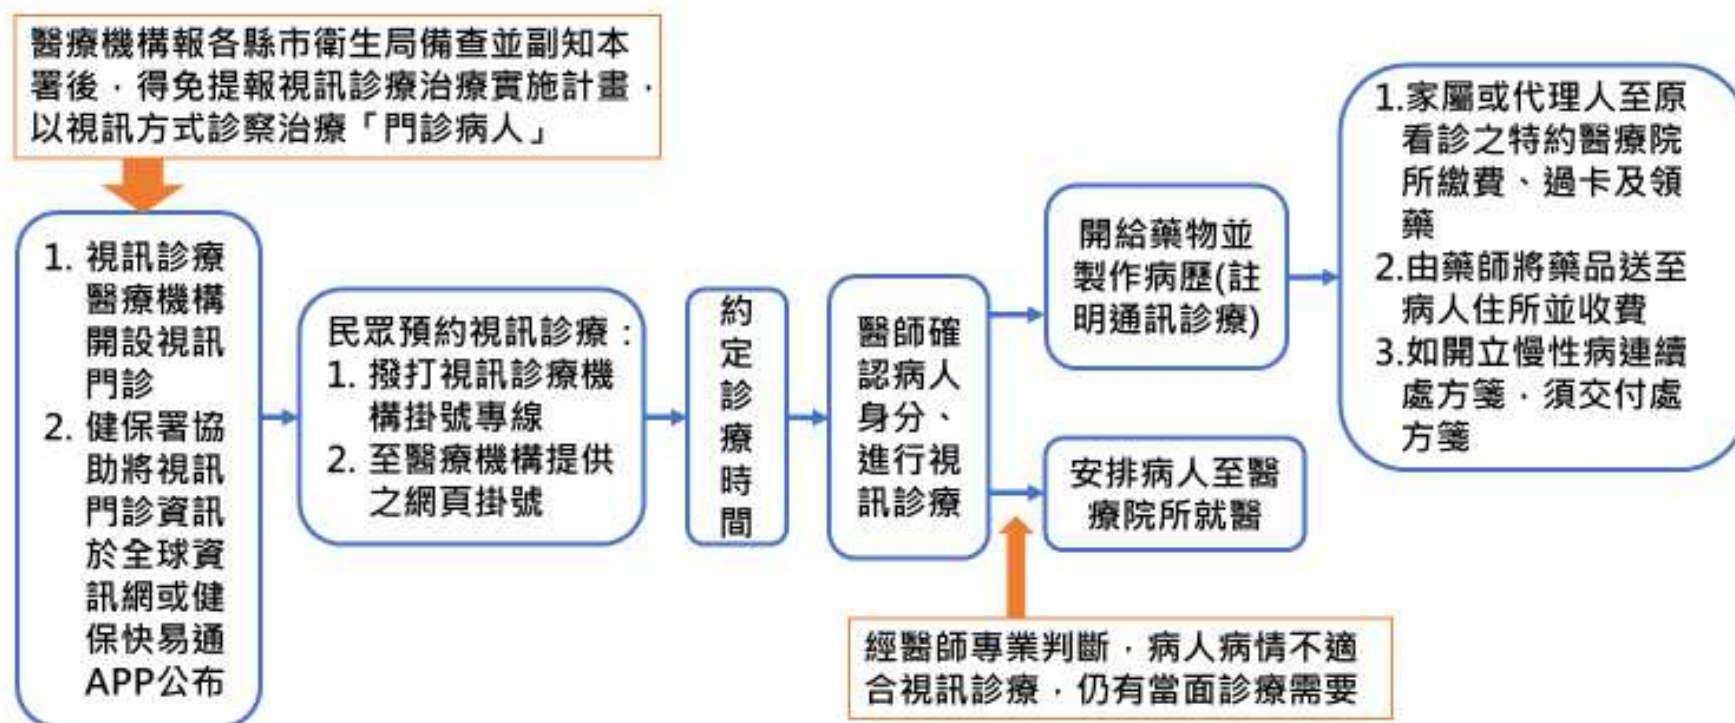 醫療機構報各縣市衛生局備查並副知本
署後，得免提報視訊診療治療實施計畫，
以視訊方式診察治療「門診病人」
1. 視訊診療
醫療機構
開設視訊
門診
2. 健保署協
助將視訊
門診資訊
於全球資
訊網或健
保快易通
APP公布
民眾預約視訊診療：
1. 撥打視訊診療機
構掛號專線
2. 至醫療機構提供
之網頁掛號
約
定
診
療
時
間
醫師確
認病人
身分、
進行視
訊診療
開給藥物並
製作病歷(註
明通訊診療)
1.家屬或代理人至原
看診之特約醫療院
所繳費、過卡及領
藥
2.由藥師將藥品送至
病人住所並收費
3.如開立慢性病連續
處方箋，須交付處
方箋
安排病人至醫
療院所就醫
經醫師專業判斷，病人病情不適
合視訊診療，仍有當面診療需要